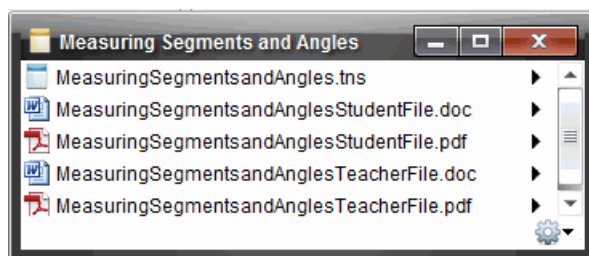 Measuring Segments and Angles
MeasuringSegmentsandAngles.tns
MeasuringSegmentsandAnglesStudentFile.doc
MeasuringSegmentsandAnglesStudentFile.pdf
MeasuringSegmentsandAnglesTeacherFile.doc
MeasuringSegmentsandAnglesTeacherFile.pdf